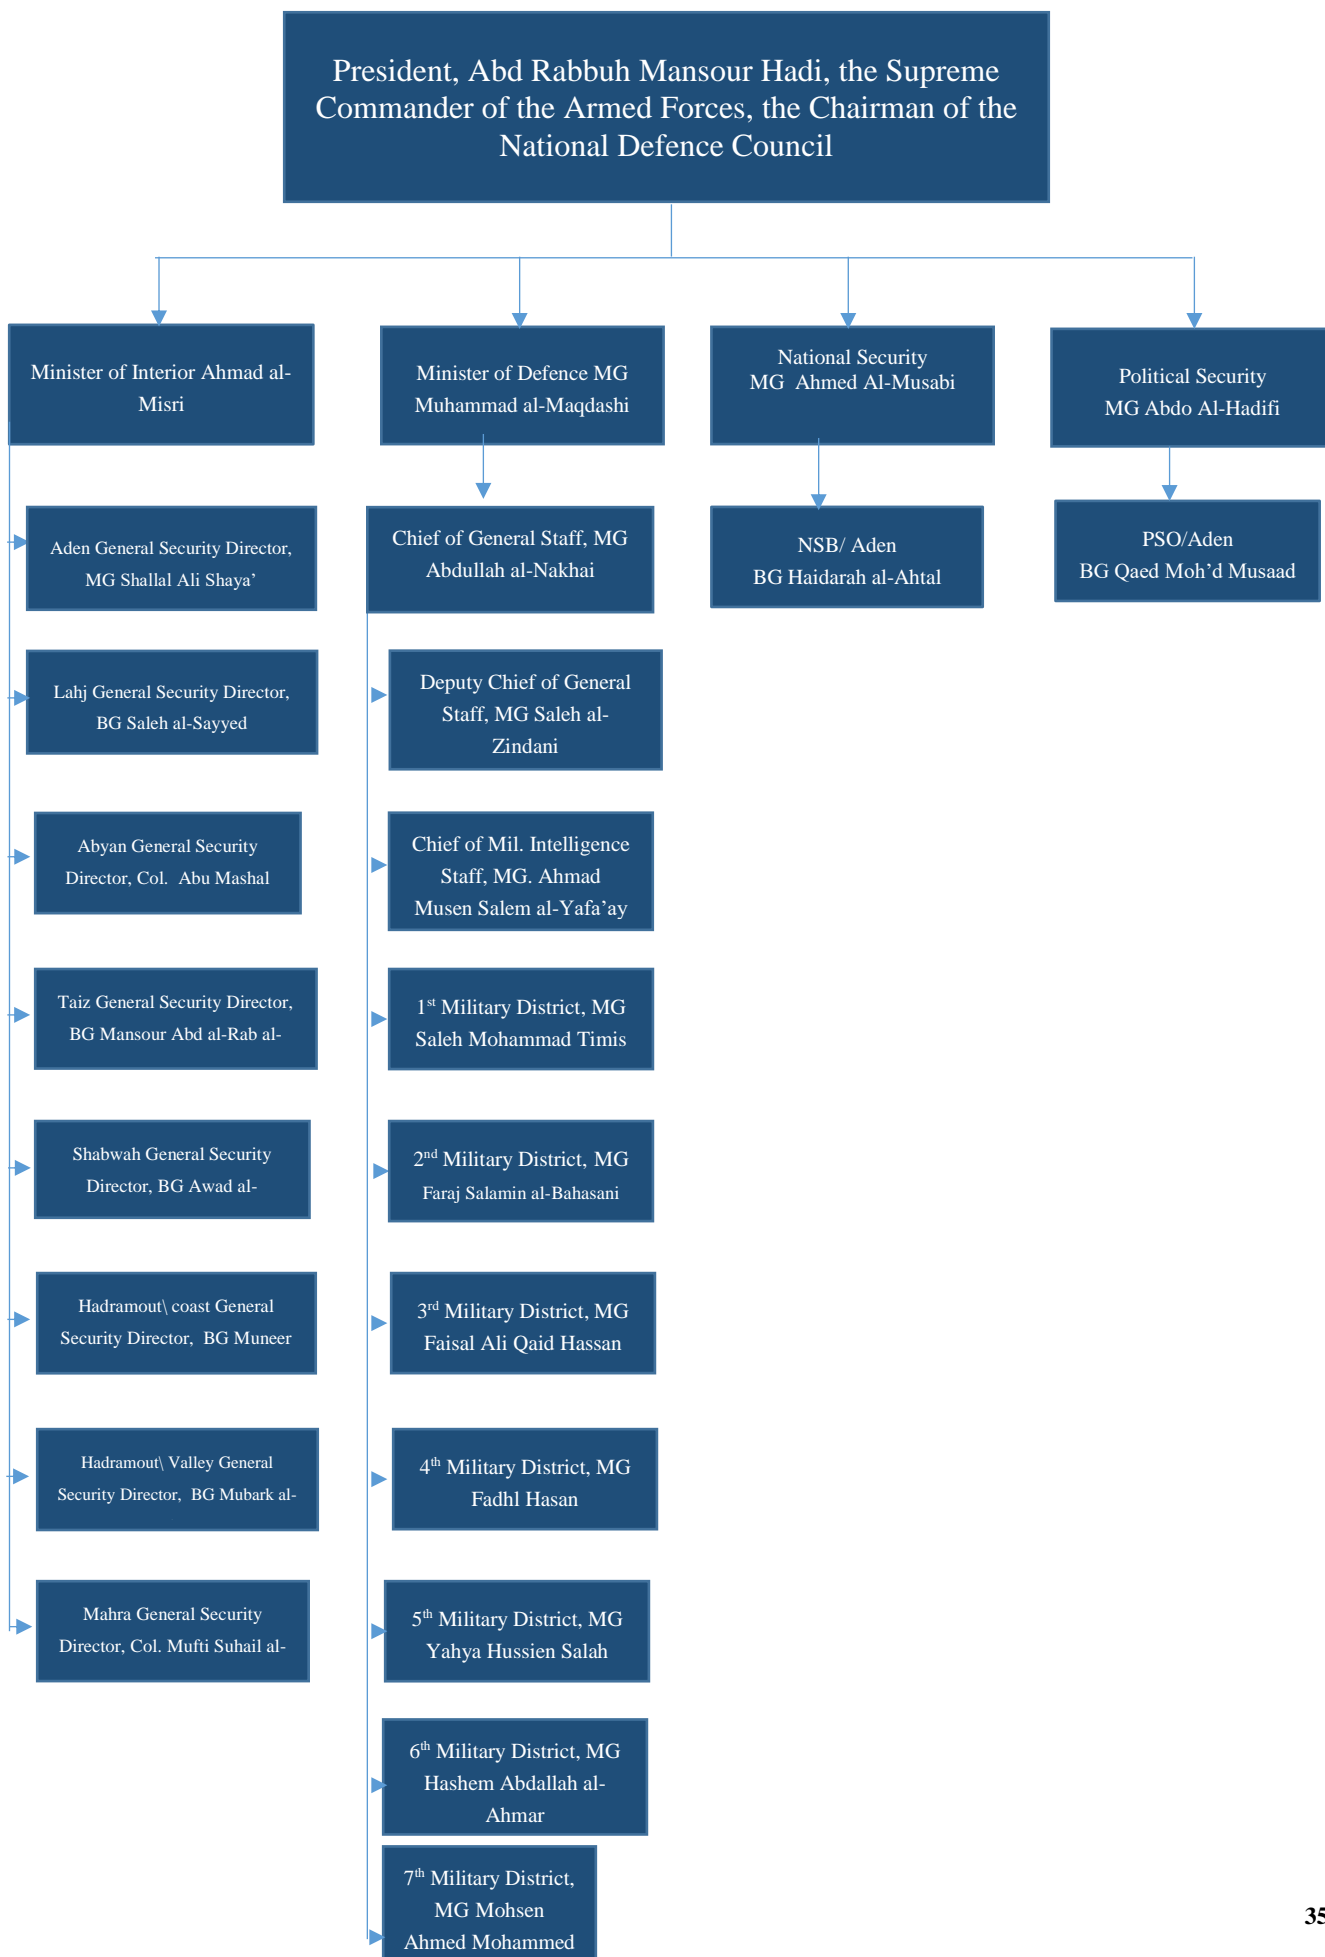 President, Abd Rabbuh Mansour Hadi, the Supreme
Commander of the Armed Forces, the Chairman of the
National Defence Council
Minister of Interior Ahmad al-
Misri
Minister of Defence MG
Muhammad al-Maqdashi
National Security
MG Ahmed Al-Musabi
Political Security
MG Abdo Al-Hadifi
Aden General Security Director,
MG Shallal Ali Shaya’
Lahj General Security Director,
BG Saleh al-Sayyed
Abyan General Security
Director, Col. Abu Mashal
Taiz General Security Director,
BG Mansour Abd al-Rab al-
Shabwah General Security
Director, BG Awad al-
Hadramout\ coast General
Security Director, BG Muneer
Hadramout\ Valley General
Security Director, BG Mubark al-
Mahra General Security
Director, Col. Mufti Suhail al-
Chief of General Staff, MG
Abdullah al-Nakhai
Deputy Chief of General
Staff, MG Saleh al-
Zindani
Chief of Mil. Intelligence
Staff, MG. Ahmad
Musen Salem al-Yafa’ay
1st Military District, MG
Saleh Mohammad Timis
2nd Military District, MG
Faraj Salamin al-Bahasani
3rd Military District, MG
Faisal Ali Qaid Hassan
4th Military District, MG
Fadhl Hasan
5th Military District, MG
Yahya Hussien Salah
6th Military District, MG
Hashem Abdallah al-
Ahmar
7th Military District,
MG Mohsen
Ahmed Mohammed
NSB/ Aden
BG Haidarah al-Ahtal
PSO/Aden
BG Qaed Moh’d Musaad
35